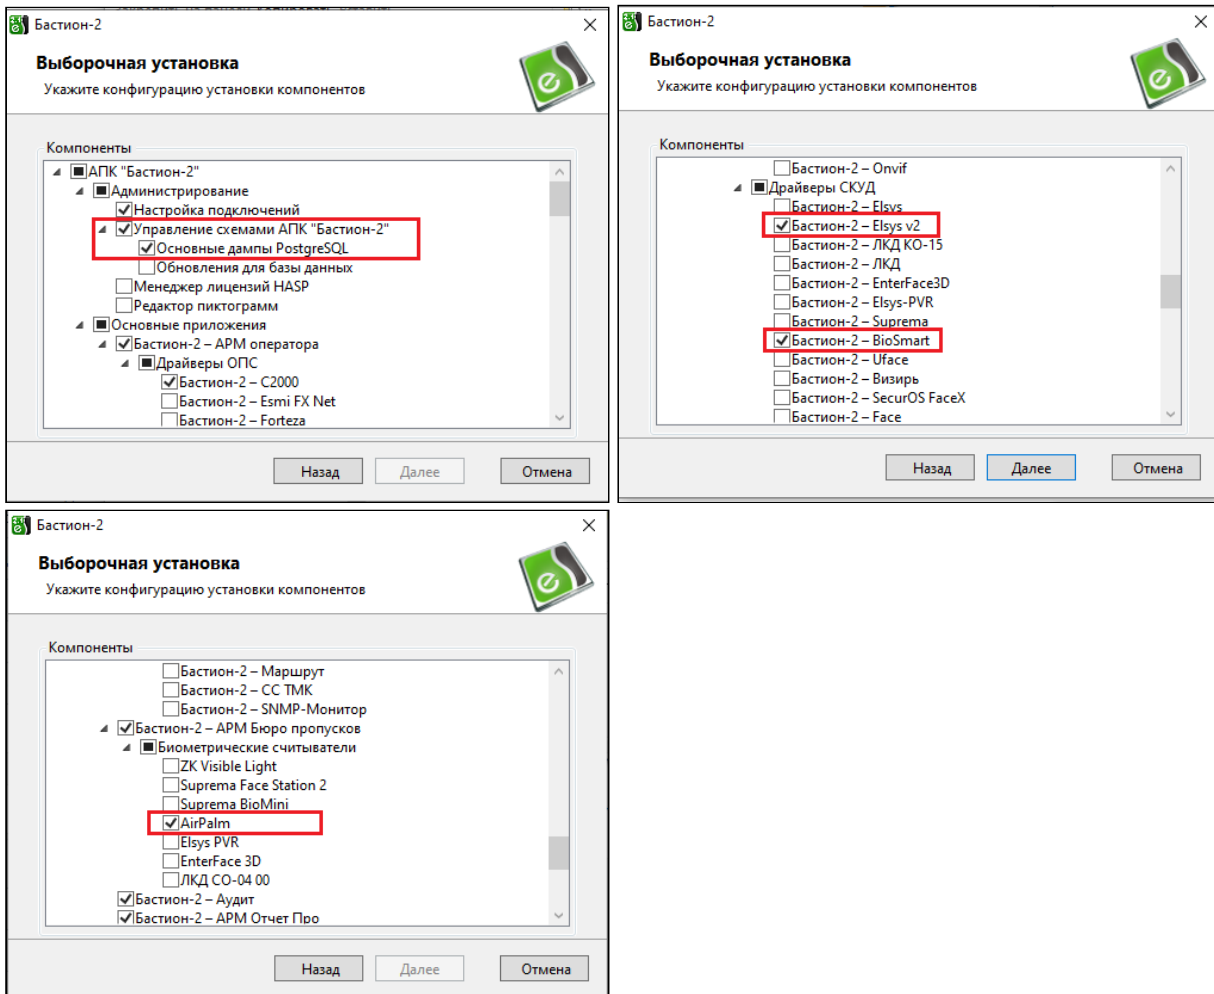 Бастион-2
Выборочная установка
Укажите конфигурацию установки компонентов
Компоненты
АПК "Бастион-2"
Администрирование
Настройка подключений
Управление схемами АПК "Бастион-2"
Основные дампы PostgreSQL
Обновления для базы данных
Менеджер лицензий HASP
Редактор пиктограмм
Основные приложения
Бастион-2 – АРМ оператора
Драйверы ОПС
Бастион-2 – С2000
Бастион-2 – Esmi FX Net
Бастион-2 – Forteza
Назад Далее Отмена
Бастион-2
Выборочная установка
Укажите конфигурацию установки компонентов
Компоненты
Бастион-2 – Onvif
Драйверы СКУД
Бастион-2 – Elsys
Бастион-2 – Elsys v2
Бастион-2 – ЛКД КО-15
Бастион-2 – ЛКД
Бастион-2 – EnterFace3D
Бастион-2 – Elsys-PVR
Бастион-2 – Suprema
Бастион-2 – BioSmart
Бастион-2 – Uface
Бастион-2 – Визирь
Бастион-2 – SecurOS FaceX
Бастион-2 – Face
Назад Далее Отмена
Бастион-2
Выборочная установка
Укажите конфигурацию установки компонентов
Компоненты
Бастион-2 – Маршрут
Бастион-2 – СС ТМК
Бастион-2 – SNMP-Монитор
Бастион-2 – АРМ Бюро пропусков
Биометрические считыватели
ZK Visible Light
Suprema Face Station 2
Suprema BioMini
AirPalm
Elsys PVR
EnterFace 3D
ЛКД СО-04 00
Бастион-2 – Аудит
Бастион-2 – АРМ Отчет Про
Назад Далее Отмена